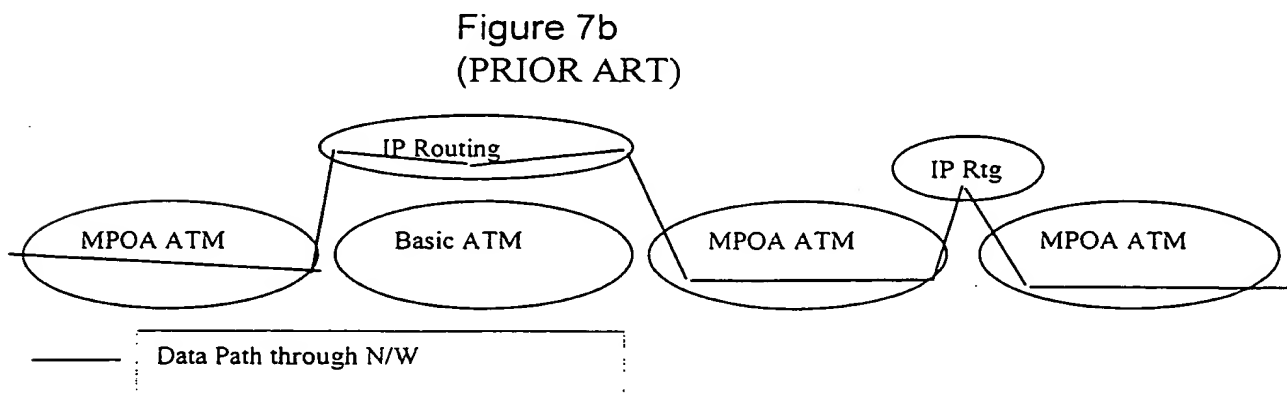 Figure 7b
(PRIOR ART)
IP Routing
IP Rtg
MPOA ATM
Basic ATM
MPOA ATM
MPOA ATM
Data Path through N/W